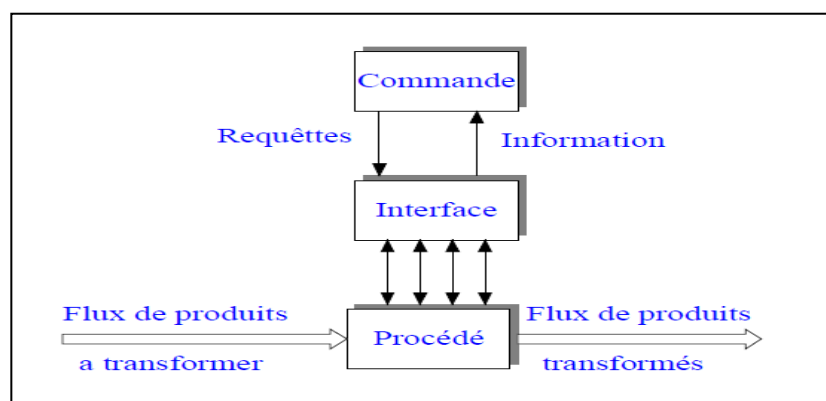 Commande
Requêttes
Information
Interface
Flux de produits
a transformer
Procédé
Flux de produits
transformés